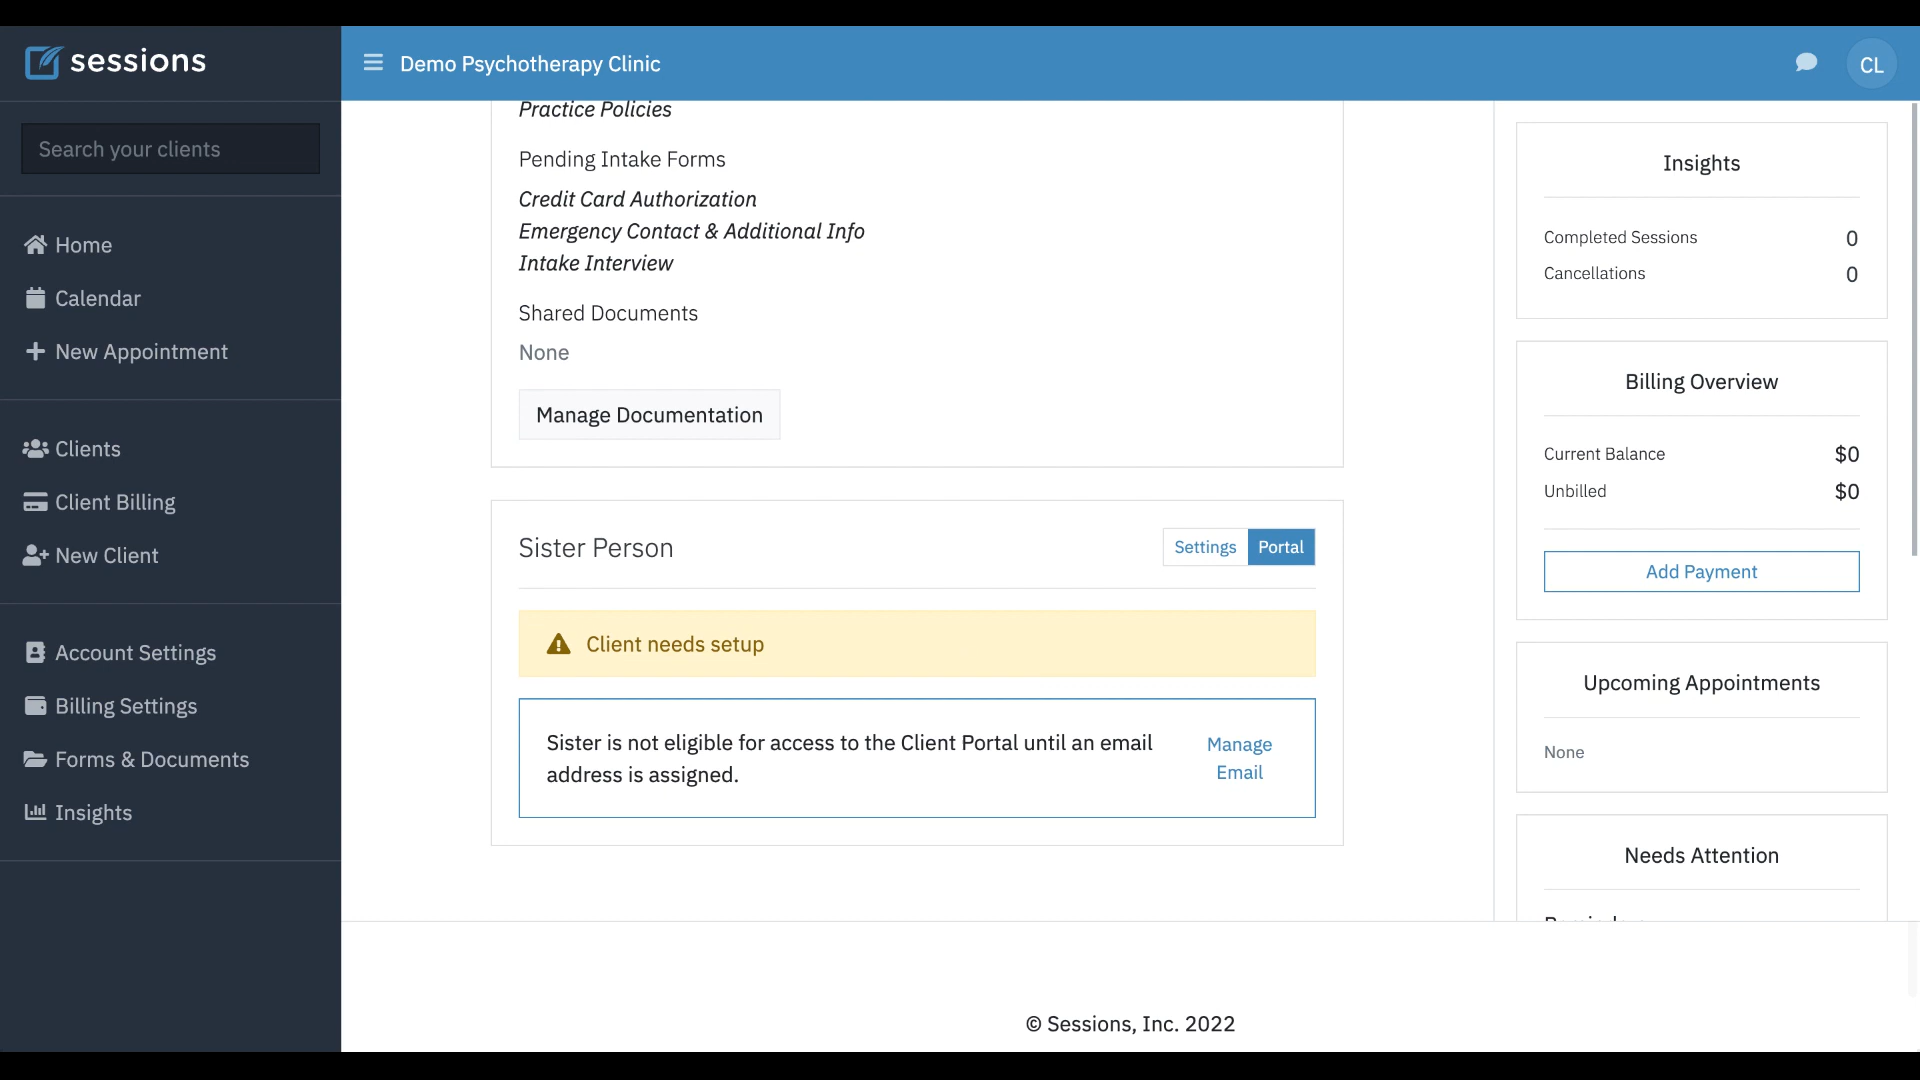 sessions
Demo Psychotherapy Clinic
CL
Search your clients
Home
Calendar
New Appointment
Clients
Client Billing
New Client
Account Settings
Billing Settings
Forms & Documents
Insights
Practice Policies
Pending Intake Forms
Credit Card Authorization
Emergency Contact & Additional Info
Intake Interview
Shared Documents
None
Manage Documentation
Sister Person
Settings
Portal
Client needs setup
Sister is not eligible for access to the Client Portal until an email
address is assigned.
Manage
Email
Insights
Completed Sessions 0
Cancellations 0
Billing Overview
Current Balance $0
Unbilled $0
Add Payment
Upcoming Appointments
None
Needs Attention
© Sessions, Inc. 2022